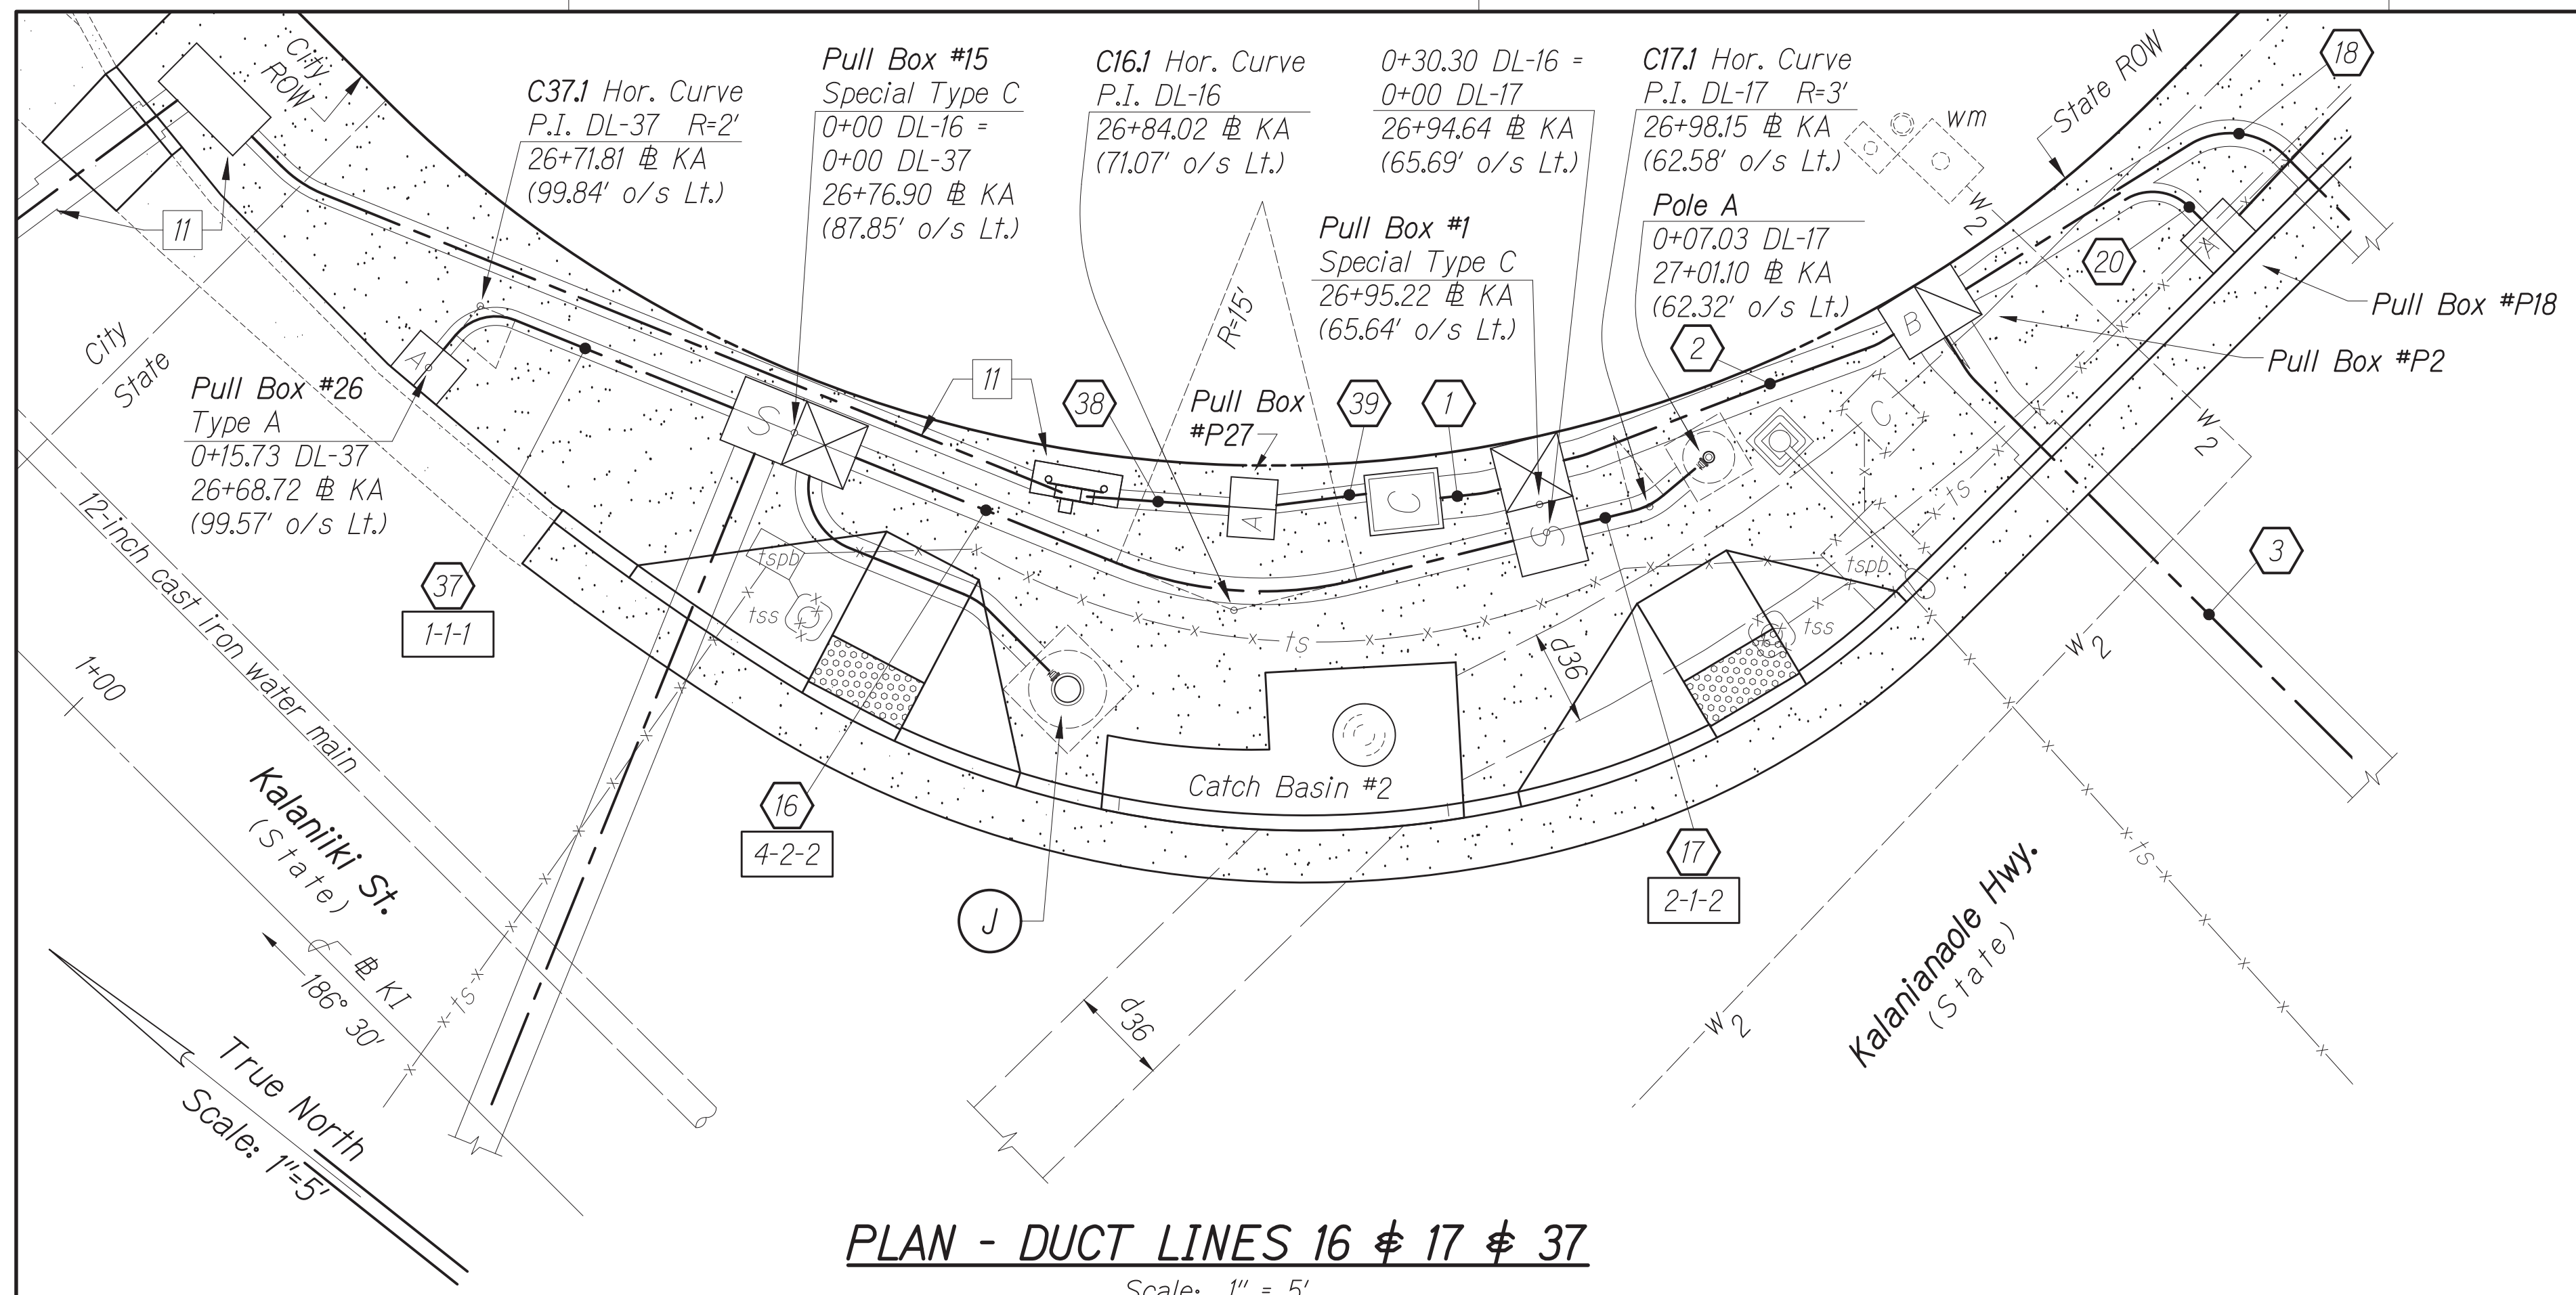 City
ROW
C37.1 Hor. Curve
P.I. DL-37 R=2'
26+71.81 ℄ KA
(99.84' o/s Lt.)
Pull Box #15
Special Type C
0+00 DL-16 =
0+00 DL-37
26+76.90 ℄ KA
(87.85' o/s Lt.)
C16.1 Hor. Curve
P.I. DL-16
26+84.02 ℄ KA
(71.07' o/s Lt.)
0+30.30 DL-16 =
0+00 DL-17
26+94.64 ℄ KA
(65.69' o/s Lt.)
C17.1 Hor. Curve
P.I. DL-17 R=3'
26+98.15 ℄ KA
(62.58' o/s Lt.)
wm
State ROW
18
Pole A
0+07.03 DL-17
27+01.10 ℄ KA
(62.32' o/s Lt.)
Pull Box #1
Special Type C
26+95.22 ℄ KA
(65.64' o/s Lt.)
11
w
2
20
A
Pull Box #P18
Pull Box #P2
R=15'
City
State
A
Pull Box #26
Type A
0+15.73 DL-37
26+68.72 ℄ KA
(99.57' o/s Lt.)
S
11
38
Pull Box
#P27
39
1
2
B
C
A
C
S
w
2
ts
3
12-inch cast iron water main
37
1-1-1
tspb
tss
ts
d36
tspb
tss
w
2
1+00
Kalaniiki St.
(State)
16
4-2-2
Catch Basin #2
17
2-1-2
J
ts
Kalanianaole Hwy.
(State)
℄ KI
186° 30'
ts
d36
w
2
True North
Scale: 1"=5'
PLAN - DUCT LINES 16 & 17 & 37
Scale: 1" = 5'